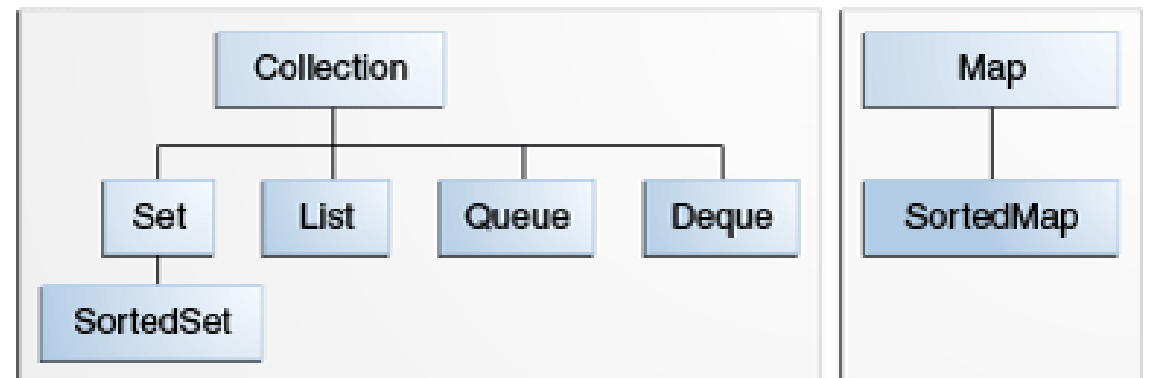 Collection
Map
Set
List
Queue
Deque
SortedMap
SortedSet